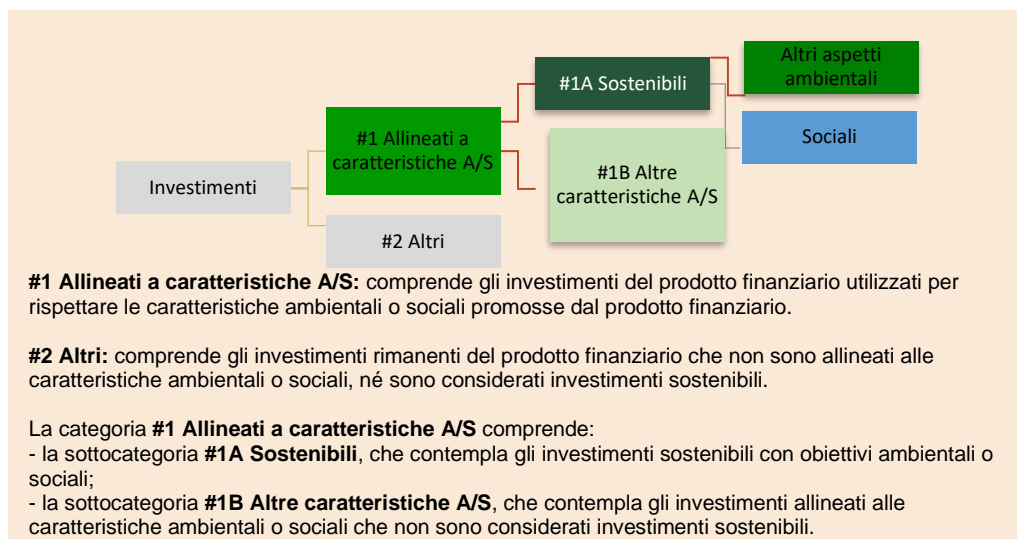 Investimenti
#1 Allineati a
caratteristiche A/S
#2 Altri
#1A Sostenibili
#1B Altre
caratteristiche A/S
Altri aspetti
ambientali
Sociali
#1 Allineati a caratteristiche A/S: comprende gli investimenti del prodotto finanziario utilizzati per
rispettare le caratteristiche ambientali o sociali promosse dal prodotto finanziario.
#2 Altri: comprende gli investimenti rimanenti del prodotto finanziario che non sono allineati alle
caratteristiche ambientali o sociali, né sono considerati investimenti sostenibili.
La categoria #1 Allineati a caratteristiche A/S comprende:
- la sottocategoria #1A Sostenibili, che contempla gli investimenti sostenibili con obiettivi ambientali o
sociali;
- la sottocategoria #1B Altre caratteristiche A/S, che contempla gli investimenti allineati alle
caratteristiche ambientali o sociali che non sono considerati investimenti sostenibili.